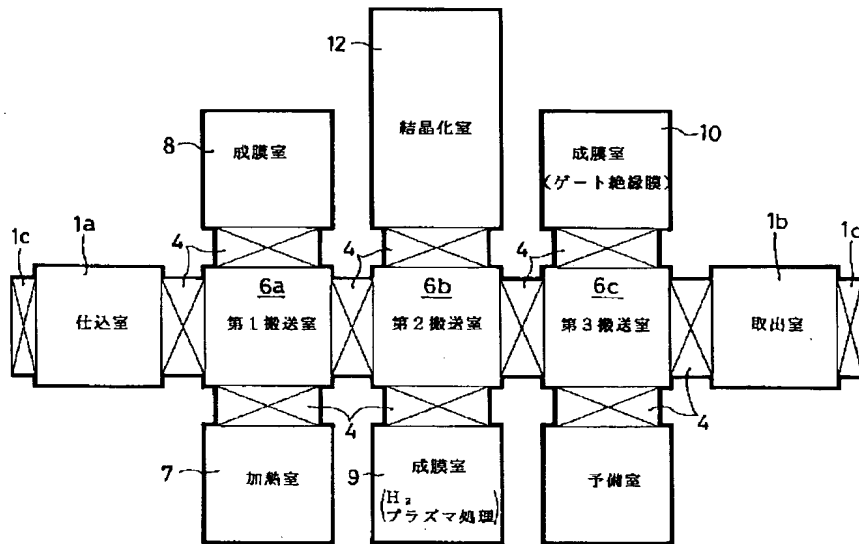 12
結晶化室
8
成膜室
10
成膜室
(ゲート絶縁膜)
1c
1a
4
4
4
1b
1c
仕込室
6a
第1搬送室
6b
第2搬送室
6c
第3搬送室
取出室
4
4
7
加熱室
9
成膜室
(H₂
プラズマ処理)
予備室